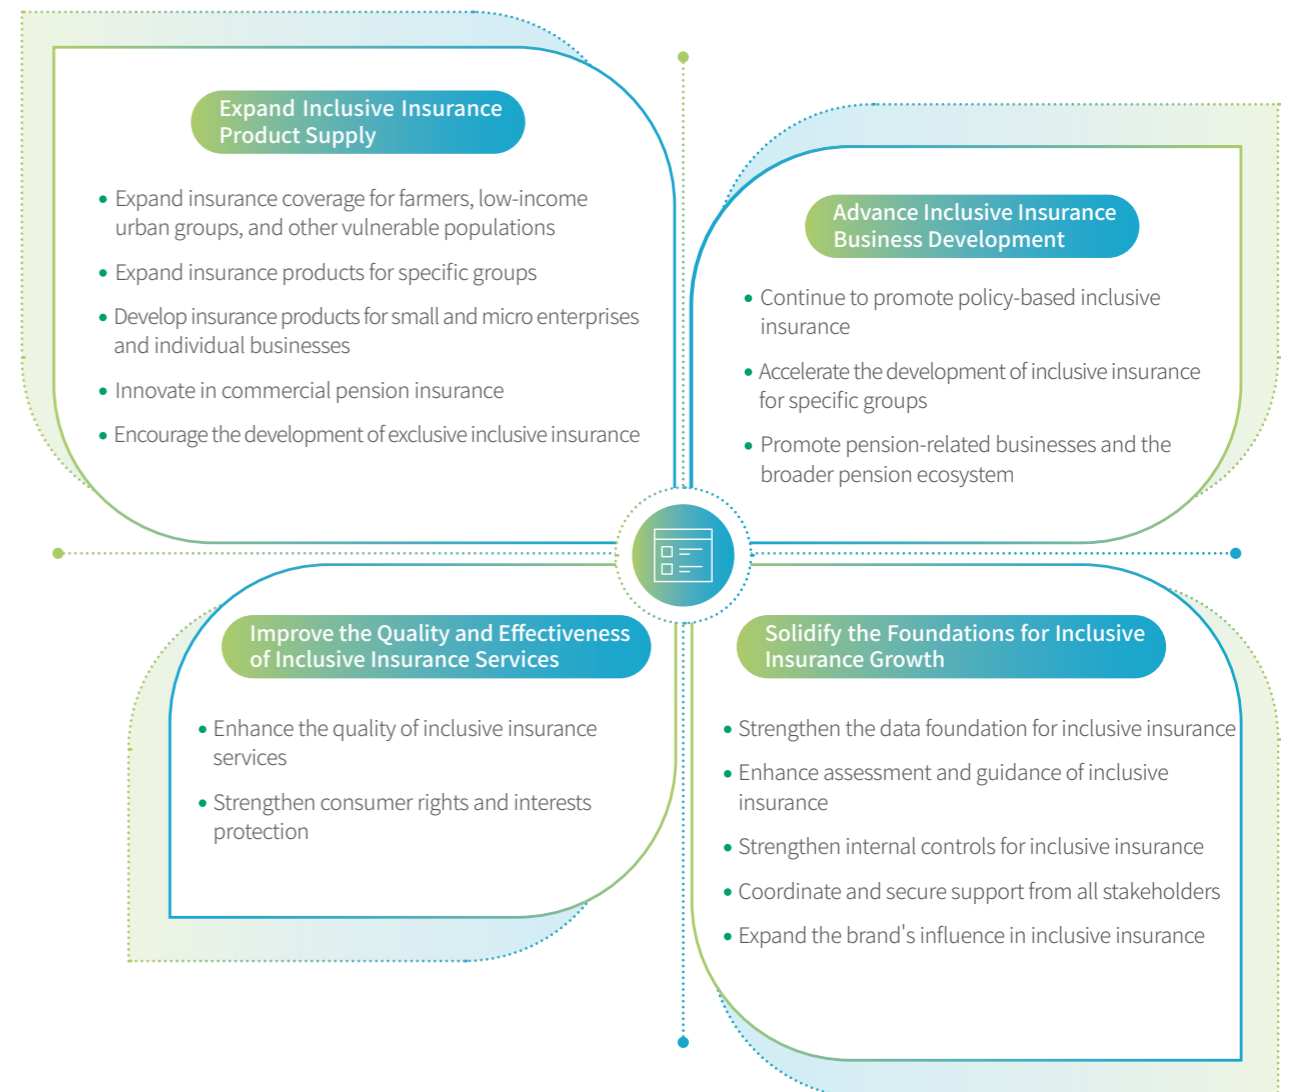 Expand Inclusive Insurance
Product Supply
• Expand insurance coverage for farmers, low-income
urban groups, and other vulnerable populations
• Expand insurance products for specific groups
• Develop insurance products for small and micro enterprises
and individual businesses
• Innovate in commercial pension insurance
• Encourage the development of exclusive inclusive insurance
Advance Inclusive Insurance
Business Development
• Continue to promote policy-based inclusive
insurance
• Accelerate the development of inclusive insurance
for specific groups
• Promote pension-related businesses and the
broader pension ecosystem
Improve the Quality and Effectiveness
of Inclusive Insurance Services
• Enhance the quality of inclusive insurance
services
• Strengthen consumer rights and interests
protection
Solidify the Foundations for Inclusive
Insurance Growth
• Strengthen the data foundation for inclusive insurance
• Enhance assessment and guidance of inclusive
insurance
• Strengthen internal controls for inclusive insurance
• Coordinate and secure support from all stakeholders
• Expand the brand's influence in inclusive insurance